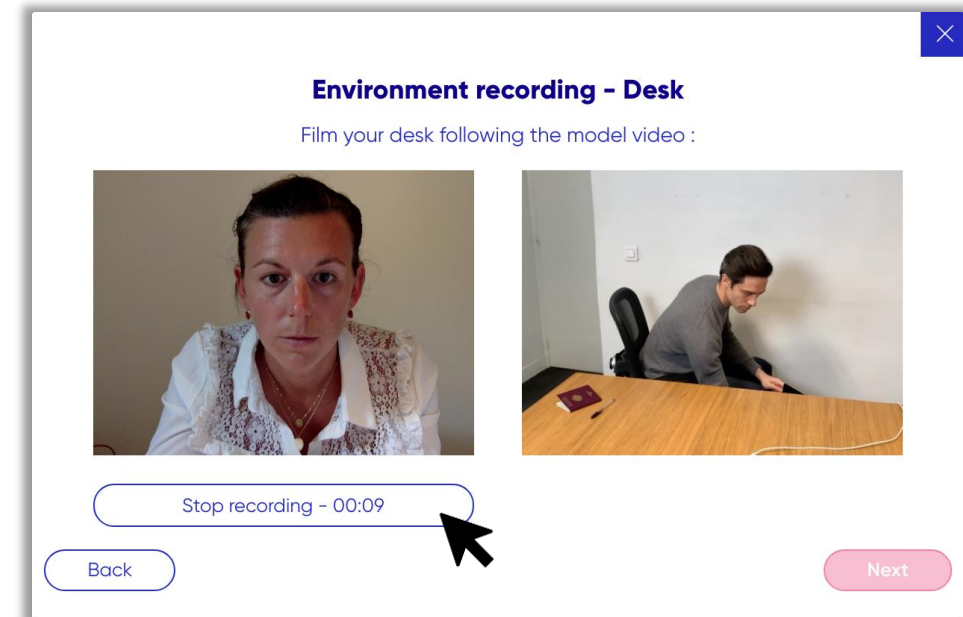 Environment recording - Desk
Film your desk following the model video :
Stop recording - 00:09
Back
Next